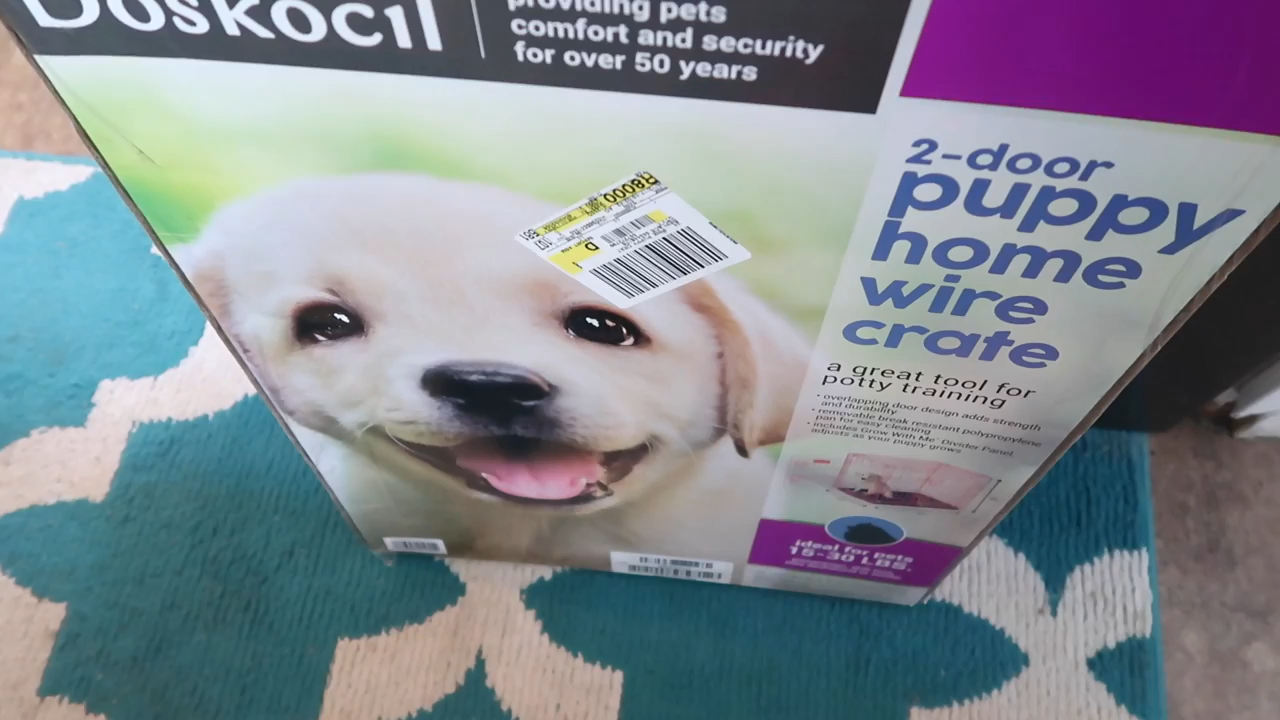 Doskocil
providing pets
comfort and security
for over 50 years
2-door
puppy
home
wire
crate
a great tool for
potty training
• overlapping door design adds strength
and durability
• removable break resistant polypropylene
pan for easy cleaning
• includes Grow With Me Divider Panel,
adjusts as your puppy grows
ideal for pets
15-30 LBS.
D